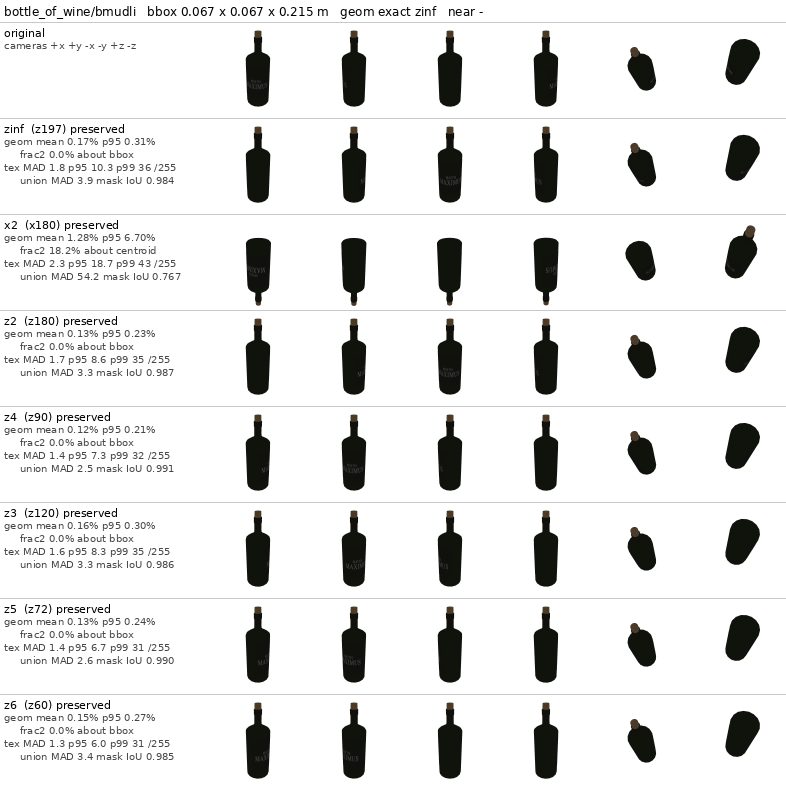 bottle_of_wine/bmudli bbox 0.067 x 0.067 x 0.215 m geom exact zinf near -
original
cameras +x +y -x -y +z -z
zinf (z197) preserved
geom mean 0.17% p95 0.31%
frac2 0.0% about bbox
tex MAD 1.8 p95 10.3 p99 36 /255
union MAD 3.9 mask IoU 0.984
x2 (x180) preserved
geom mean 1.28% p95 6.70%
frac2 18.2% about centroid
tex MAD 2.3 p95 18.7 p99 43 /255
union MAD 54.2 mask IoU 0.767
z2 (z180) preserved
geom mean 0.13% p95 0.23%
frac2 0.0% about bbox
tex MAD 1.7 p95 8.6 p99 35 /255
union MAD 3.3 mask IoU 0.987
z4 (z90) preserved
geom mean 0.12% p95 0.21%
frac2 0.0% about bbox
tex MAD 1.4 p95 7.3 p99 32 /255
union MAD 2.5 mask IoU 0.991
z3 (z120) preserved
geom mean 0.16% p95 0.30%
frac2 0.0% about bbox
tex MAD 1.6 p95 8.3 p99 35 /255
union MAD 3.3 mask IoU 0.986
z5 (z72) preserved
geom mean 0.13% p95 0.24%
frac2 0.0% about bbox
tex MAD 1.4 p95 6.7 p99 31 /255
union MAD 2.6 mask IoU 0.990
z6 (z60) preserved
geom mean 0.15% p95 0.27%
frac2 0.0% about bbox
tex MAD 1.3 p95 6.0 p99 31 /255
union MAD 3.4 mask IoU 0.985